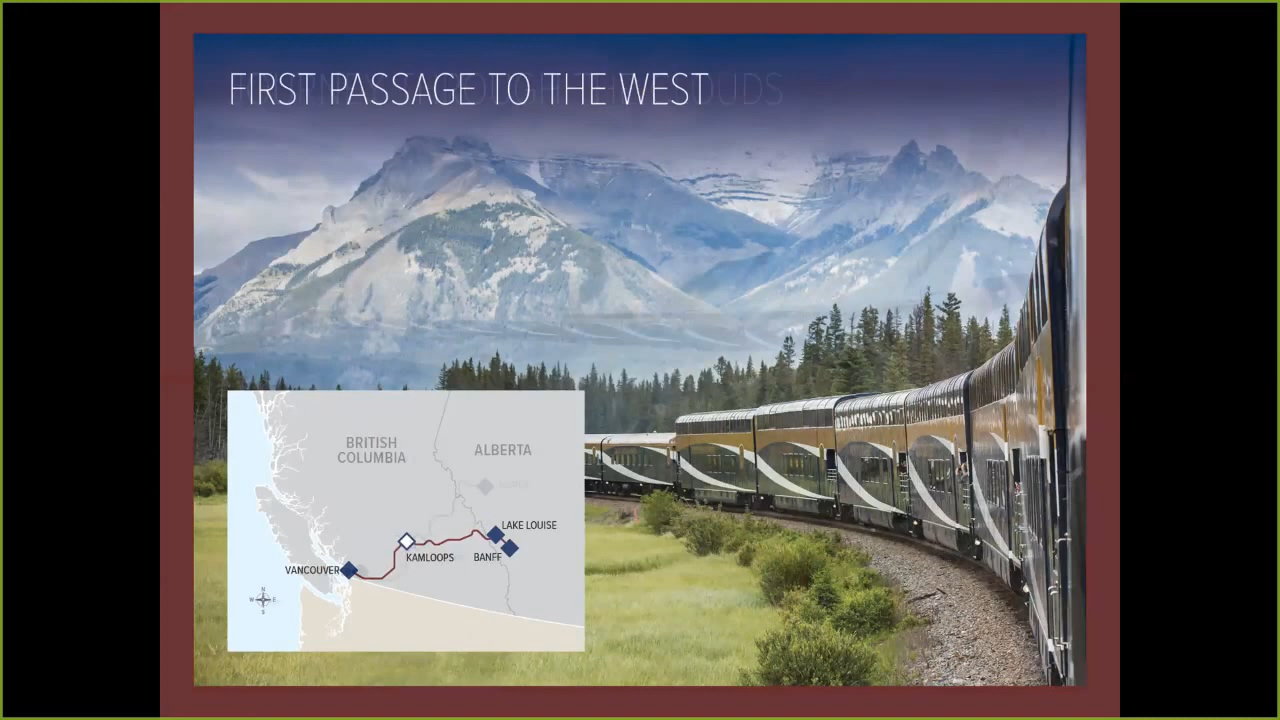 FIRST PASSAGE TO THE WEST
BRITISH
COLUMBIA
ALBERTA
LAKE LOUISE
KAMLOOPS
BANFF
VANCOUVER
N
W E
S